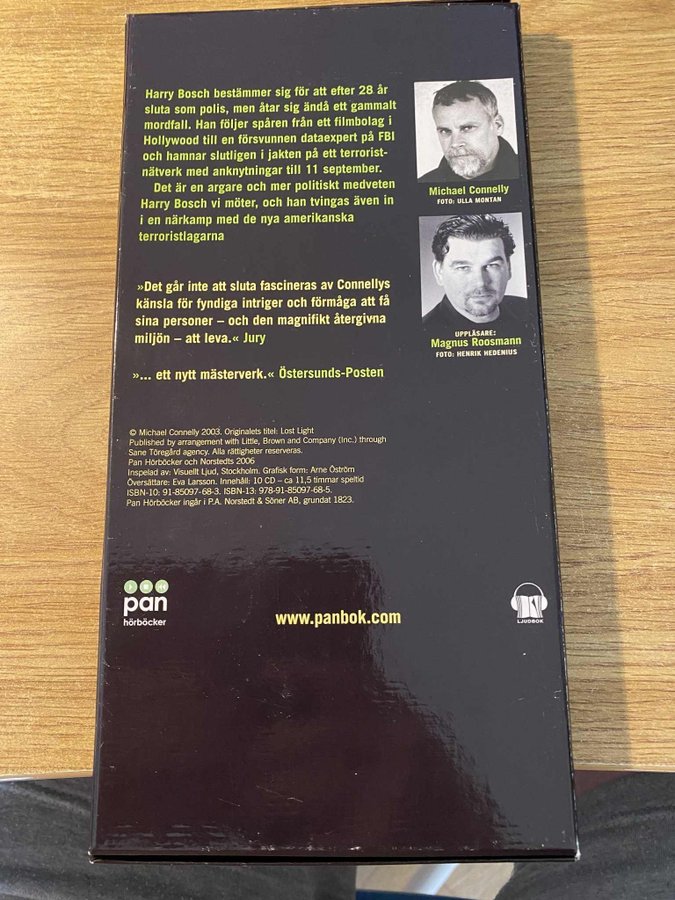 Harry Bosch bestämmer sig för att efter 28 år
sluta som polis, men åtar sig ändå ett gammalt
mordfall. Han följer spåren från ett filmbolag i
Hollywood till en försvunnen dataexpert på FBI
och hamnar slutligen i jakten på ett terrorist-
nätverk med anknytningar till 11 september.
Det är en argare och mer politiskt medveten
Harry Bosch vi möter, och han tvingas även in
i en närkamp med de nya amerikanska
terroristlagarna
Michael Connelly
FOTO: ULLA MONTAN
UPPLÄSARE:
Magnus Roosmann
FOTO: HENRIK HEDENIUS
»Det går inte att sluta fascineras av Connellys
känsla för fyndiga intriger och förmåga att få
sina personer – och den magnifikt återgivna
miljön – att leva.« Jury
»... ett nytt mästerverk.« Östersunds-Posten
© Michael Connelly 2003. Originalets titel: Lost Light
Published by arrangement with Little, Brown and Company (Inc.) through
Sane Töregård agency. Alla rättigheter reserveras.
Pan Hörböcker och Norstedts 2006
Inspelad av: Visuellt Ljud, Stockholm. Grafisk form: Arne Öström
Översättare: Eva Larsson. Innehåll: 10 CD – ca 11,5 timmar speltid
ISBN-10: 91-85097-68-3. ISBN-13: 978-91-85097-68-5.
Pan Hörböcker ingår i P.A. Norstedt & Söner AB, grundat 1823.
pan
hörböcker
www.panbok.com
LJUDBOK